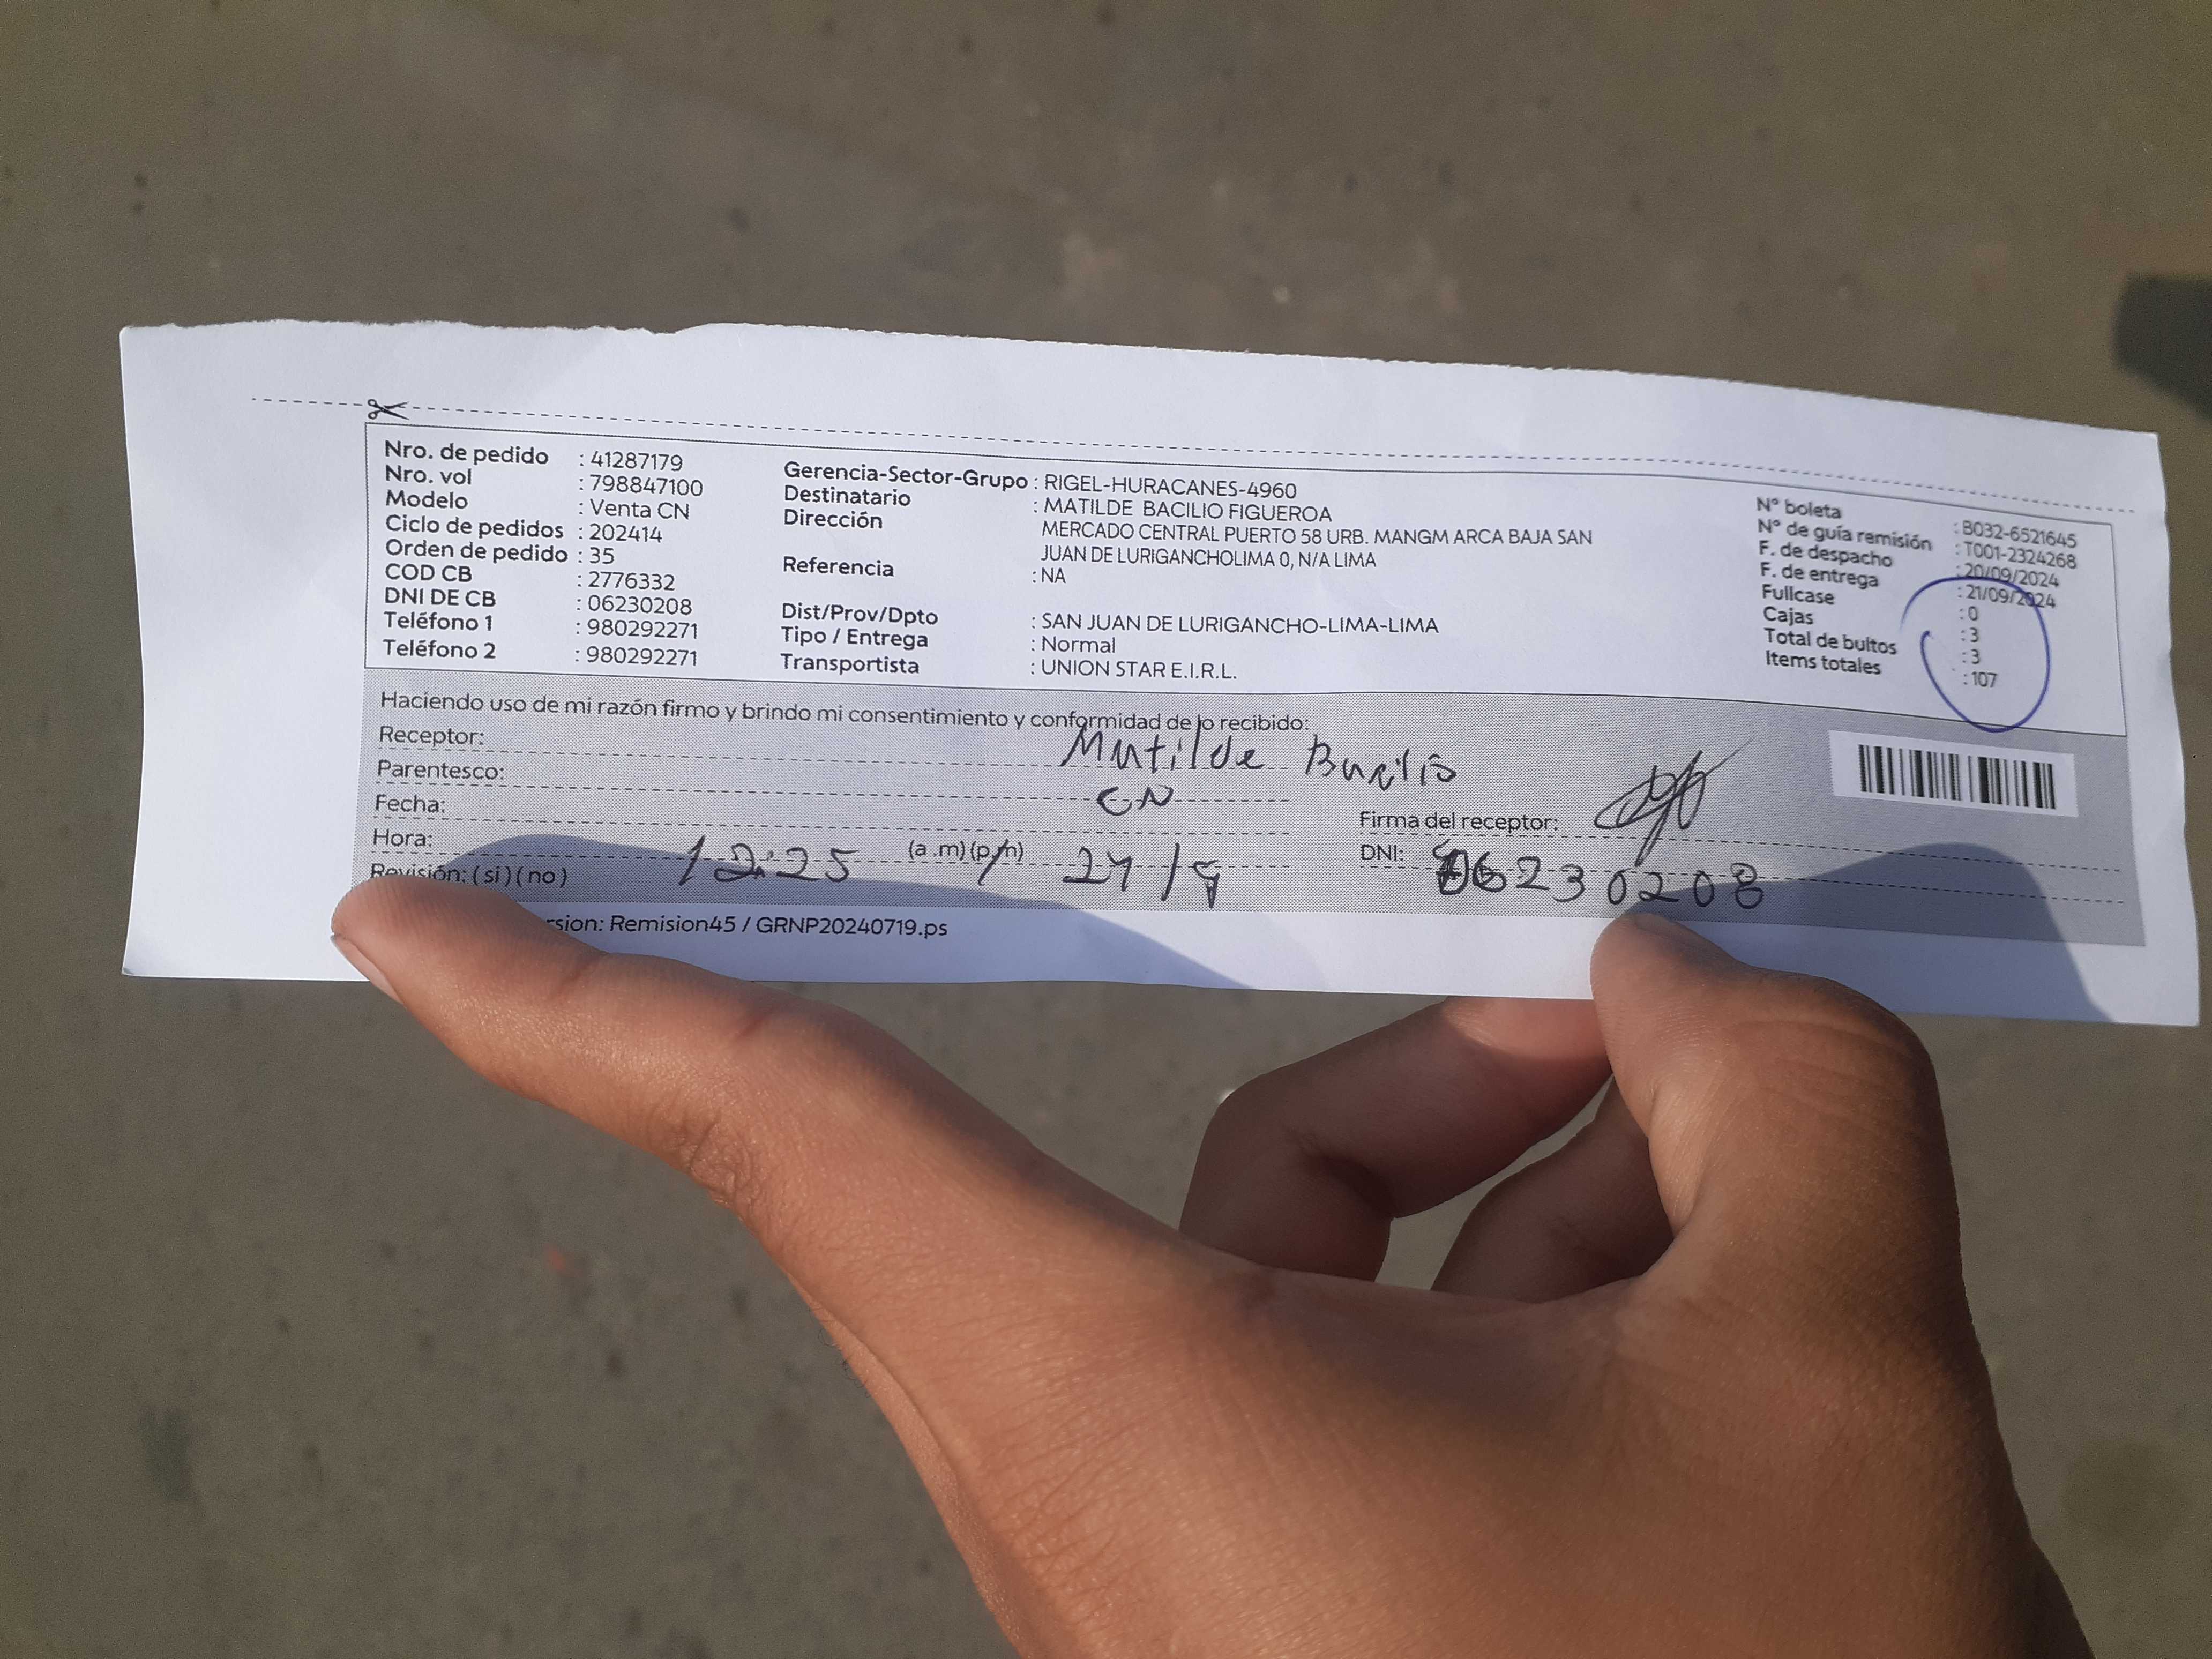 Nro. de pedido : 41287179
Nro. vol : 798847100
Modelo : Venta CN
Ciclo de pedidos : 202414
Orden de pedido : 35
COD CB : 2776332
DNI DE CB : 06230208
Teléfono 1 : 980292271
Teléfono 2 : 980292271
Gerencia-Sector-Grupo : RIGEL-HURACANES-4960
Destinatario : MATILDE BACILIO FIGUEROA
Dirección MERCADO CENTRAL PUERTO 58 URB. MANGM ARCA BAJA SAN
JUAN DE LURIGANCHOLIMA 0, N/A LIMA
Referencia : NA
Dist/Prov/Dpto : SAN JUAN DE LURIGANCHO-LIMA-LIMA
Tipo / Entrega : Normal
Transportista : UNION STAR E.I.R.L.
N° boleta : B032-6521645
N° de guía remisión : T001-2324268
F. de despacho : 20/09/2024
F. de entrega : 21/09/2024
Fullcase : 0
Cajas : 3
Total de bultos : 3
Items totales : 107
Haciendo uso de mi razón firmo y brindo mi consentimiento y conformidad de lo recibido:
Receptor: Matilde Bacilio
Parentesco: CN
Fecha:
Firma del receptor:
Hora: 12:25 (a .m) (p/m) 21/9
DNI: 06230208
Revisión: ( si ) ( no )
rsion: Remision45 / GRNP20240719.ps